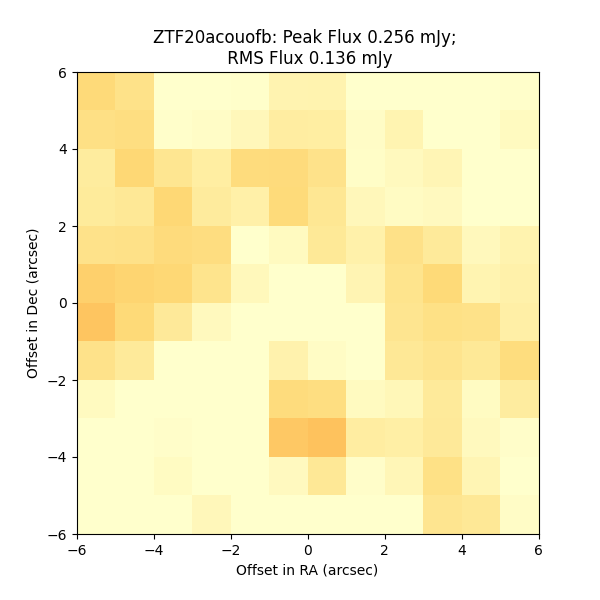 ZTF20acouofb: Peak Flux 0.256 mJy;
RMS Flux 0.136 mJy
6
4
2
0
−2
−4
−6
Offset in Dec (arcsec)
−6 −4 −2 0 2 4 6
Offset in RA (arcsec)